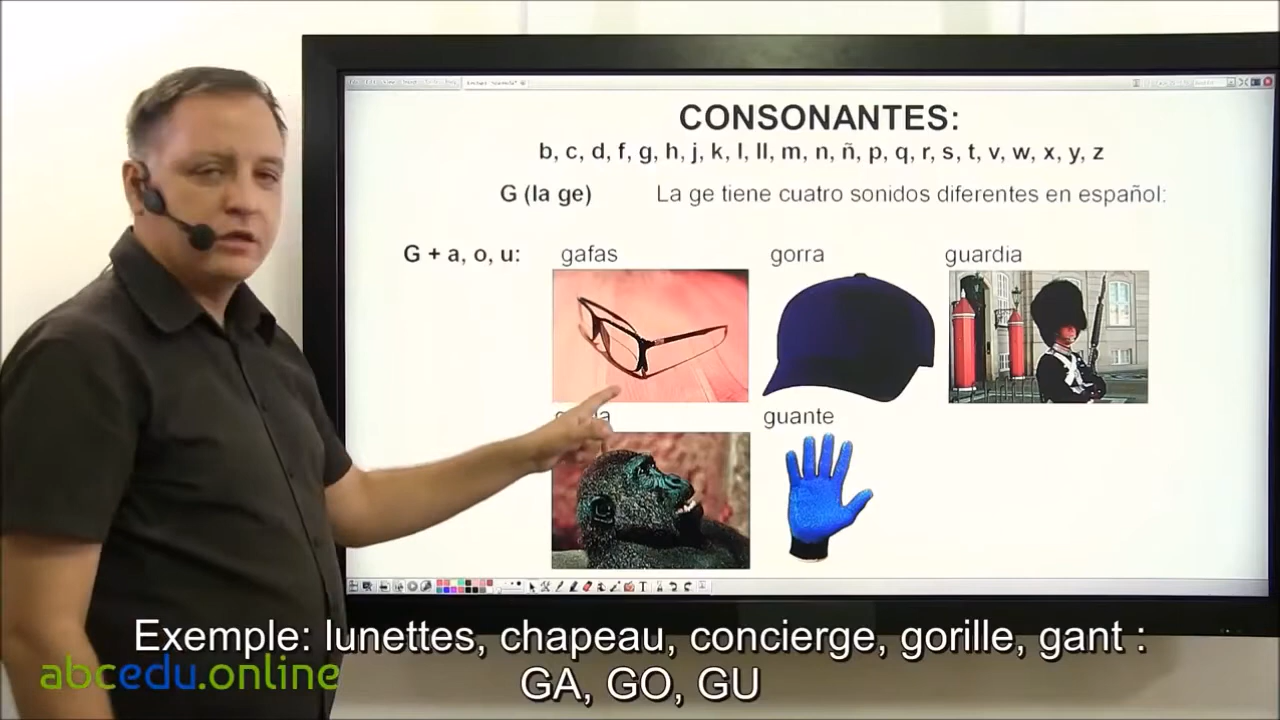 CONSONANTES:
b, c, d, f, g, h, j, k, l, ll, m, n, ñ, p, q, r, s, t, v, w, x, y, z
G (la ge) La ge tiene cuatro sonidos diferentes en español:
G + a, o, u: gafas gorra guardia
guante
Exemple: lunettes, chapeau, concierge, gorille, gant :
abcedu.online GA, GO, GU